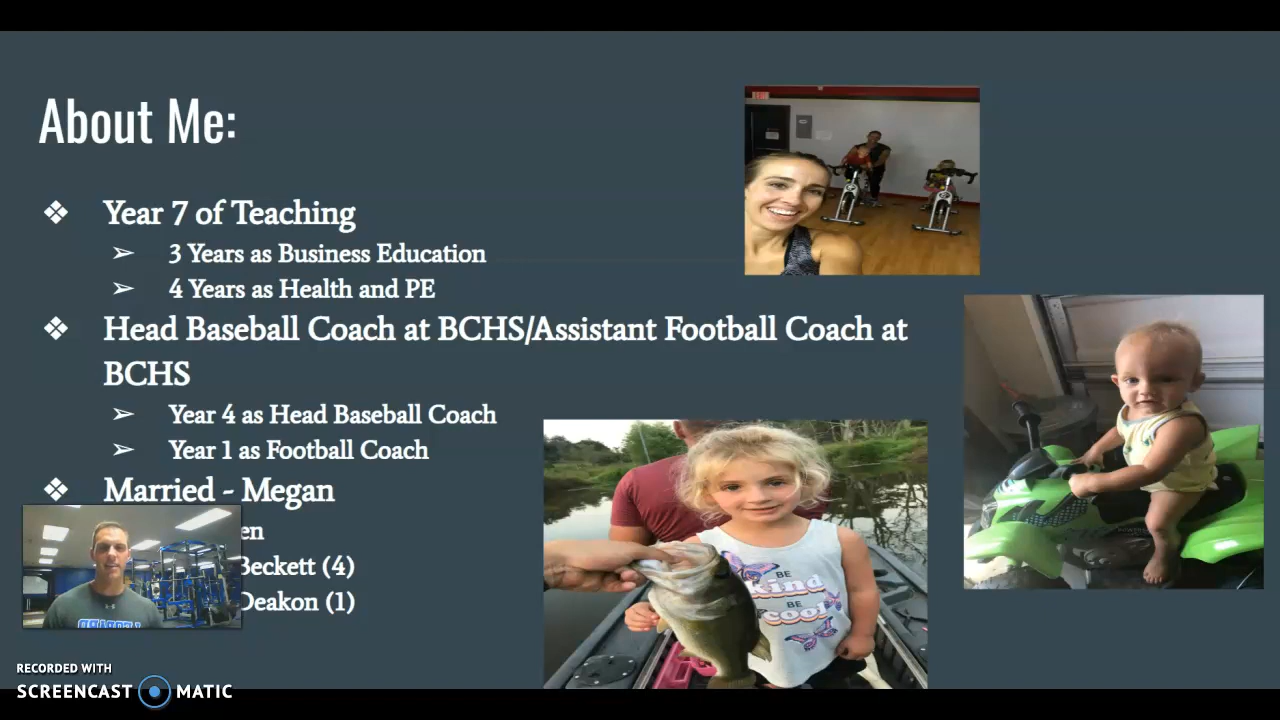 About Me:
❖ Year 7 of Teaching
➢ 3 Years as Business Education
➢ 4 Years as Health and PE
❖ Head Baseball Coach at BCHS/Assistant Football Coach at
BCHS
➢ Year 4 as Head Baseball Coach
➢ Year 1 as Football Coach
❖ Married - Megan
en
Beckett (4)
Deakon (1)
BE
kind
BE
cool
RECORDED WITH
SCREENCAST MATIC